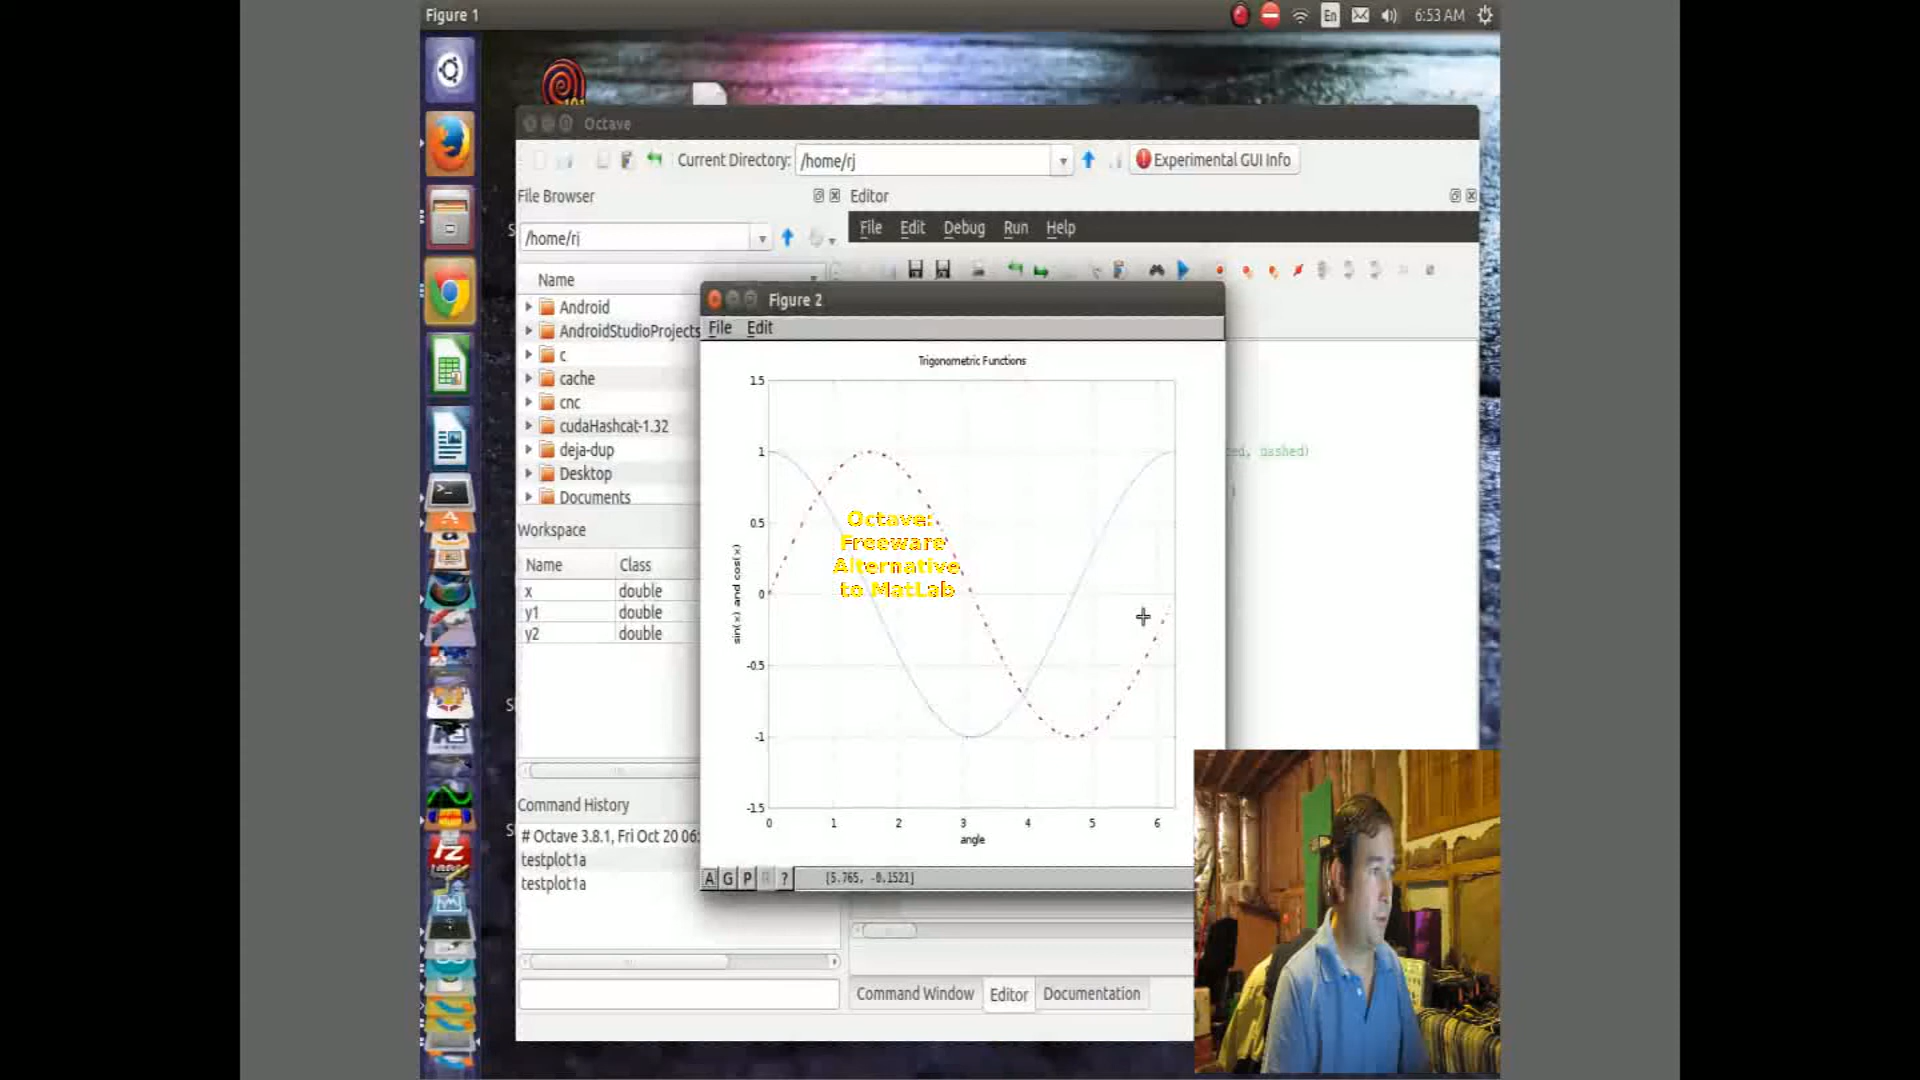 Figure 1
En
6:53 AM
Octave
Current Directory:
/home/rj
Experimental GUI Info
File Browser
Editor
/home/rj
File Edit Debug Run Help
Name
Android
AndroidStudioProjects
c
cache
cnc
cudaHashcat-1.32
deja-dup
Desktop
Documents
Workspace
Name Class
x double
y1 double
y2 double
Command History
# Octave 3.8.1, Fri Oct 20 06:
testplot1a
testplot1a
Figure 2
File Edit
Trigonometric Functions
1.5
1
0.5
0
-0.5
-1
-1.5
sin(x) and cos(x)
0 1 2 3 4 5 6
angle
Octave:
Freeware
Alternative
to MatLab
A G P R ?
[5.765, -0.1521]
dashed)
Command Window Editor Documentation